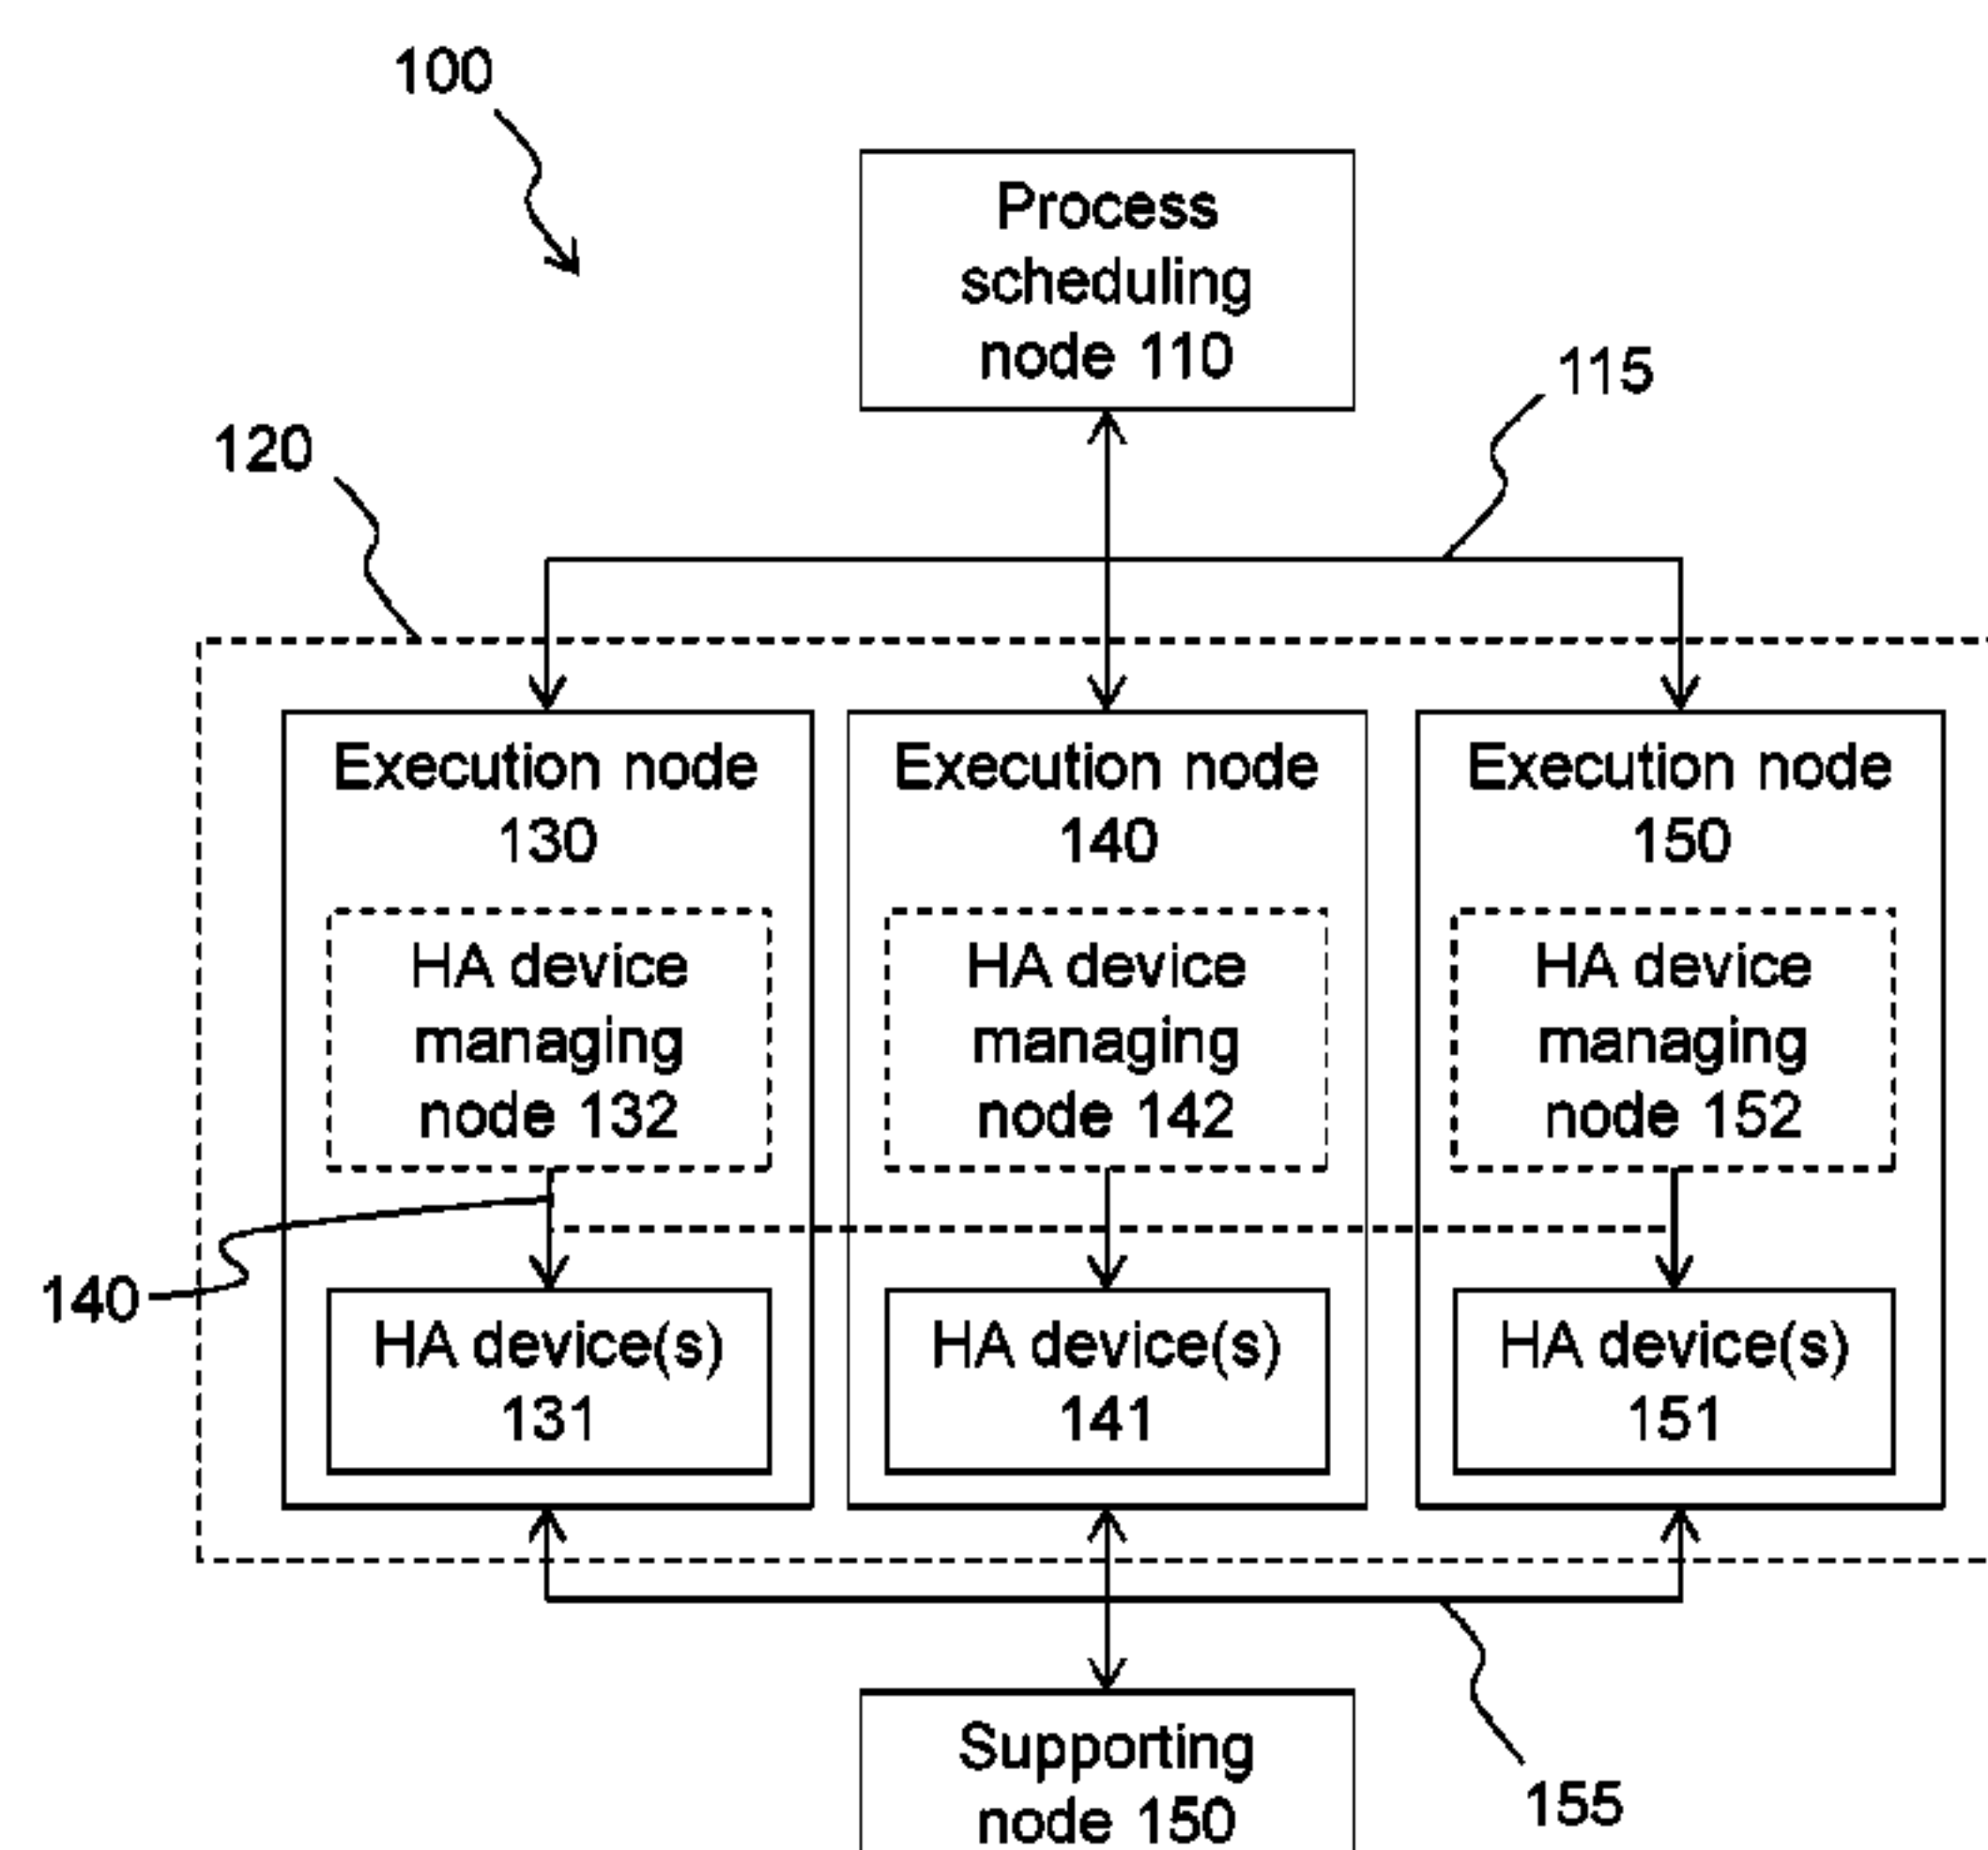 100
Process
scheduling
node 110
115
120
Execution node
130
Execution node
140
Execution node
150
HA device
managing
node 132
HA device
managing
node 142
HA device
managing
node 152
140
HA device(s)
131
HA device(s)
141
HA device(s)
151
Supporting
node 150
155